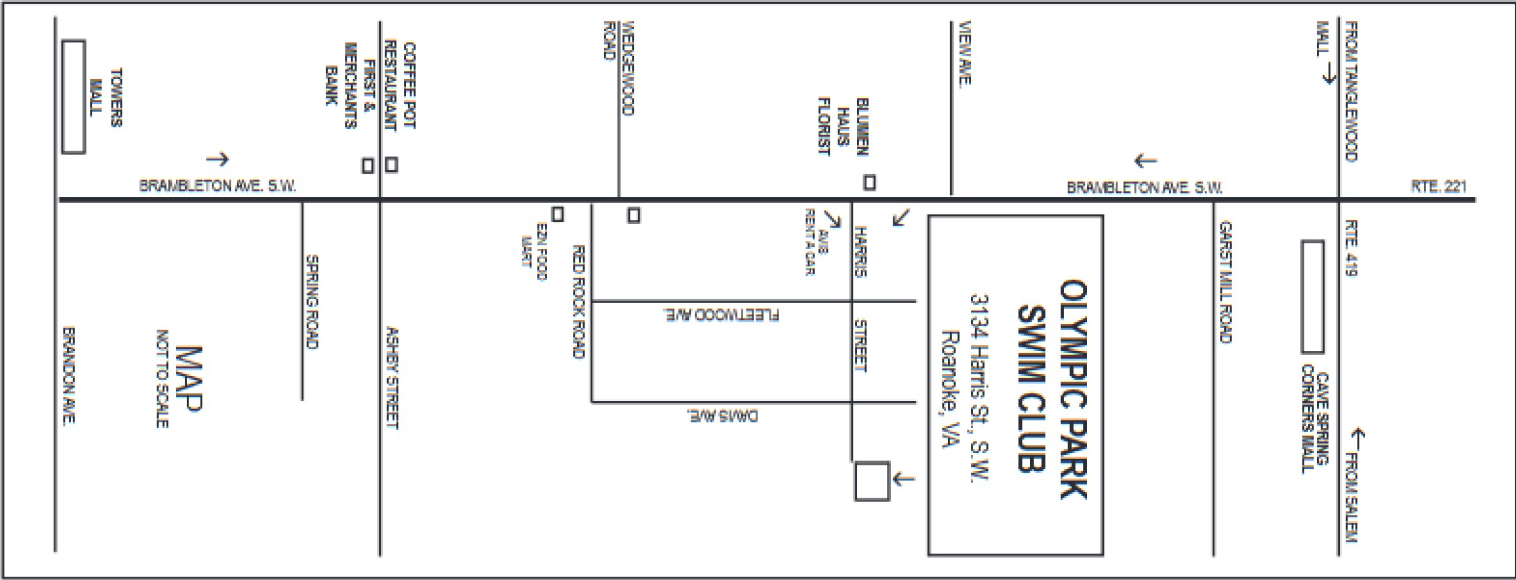 FROM TANGLEWOOD
MALL →
RTE. 221
RTE. 419
CAVE SPRING
CORNERS MALL
← FROM SALEM
GARST MILL ROAD
BRAMBLETON AVE. S.W.
OLYMPIC PARK
SWIM CLUB
3134 Harris St., S.W.
Roanoke, VA
VIEW AVE.
BLUMEN
HAUS
FLORIST
HARRIS
STREET
AVIS
RENT A CAR
FLEETWOOD AVE.
DAVIS AVE.
WEDGEWOOD
ROAD
RED ROCK ROAD
EZN FOOD
MART
COFFEE POT
RESTAURANT
FIRST &
MERCHANTS
BANK
ASHBY STREET
SPRING ROAD
BRAMBLETON AVE. S.W.
TOWERS
MALL
MAP
NOT TO SCALE
BRANDON AVE.